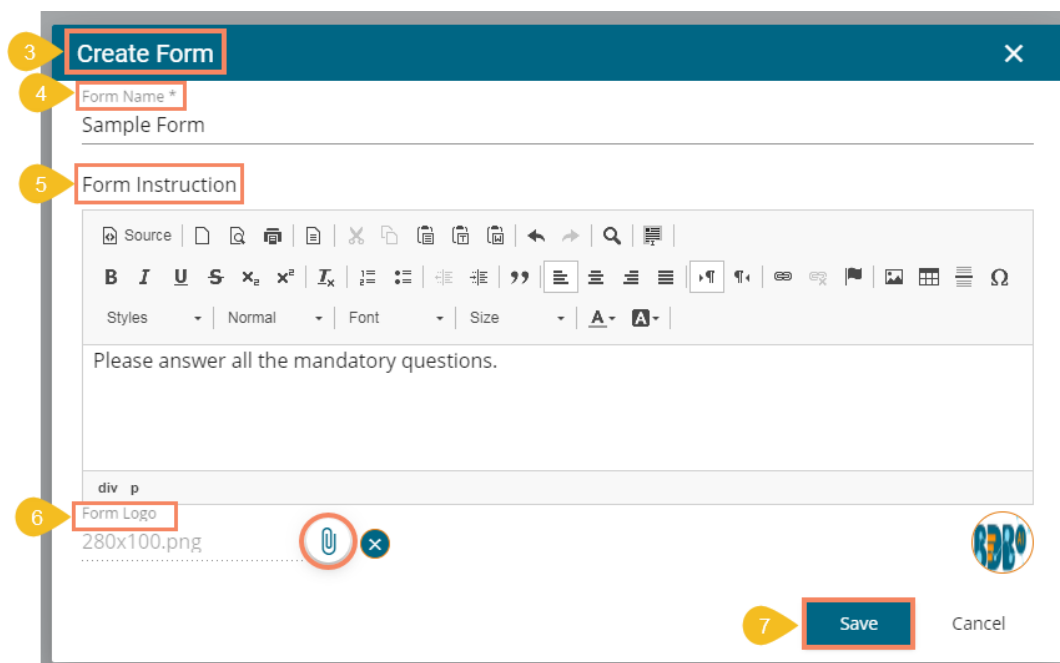 3 Create Form
4 Form Name *
Sample Form
5 Form Instruction
Source
B I U S x₂ x² Ix Ω
Styles Normal Font Size A A
Please answer all the mandatory questions.
div p
6 Form Logo
280x100.png
7 Save Cancel